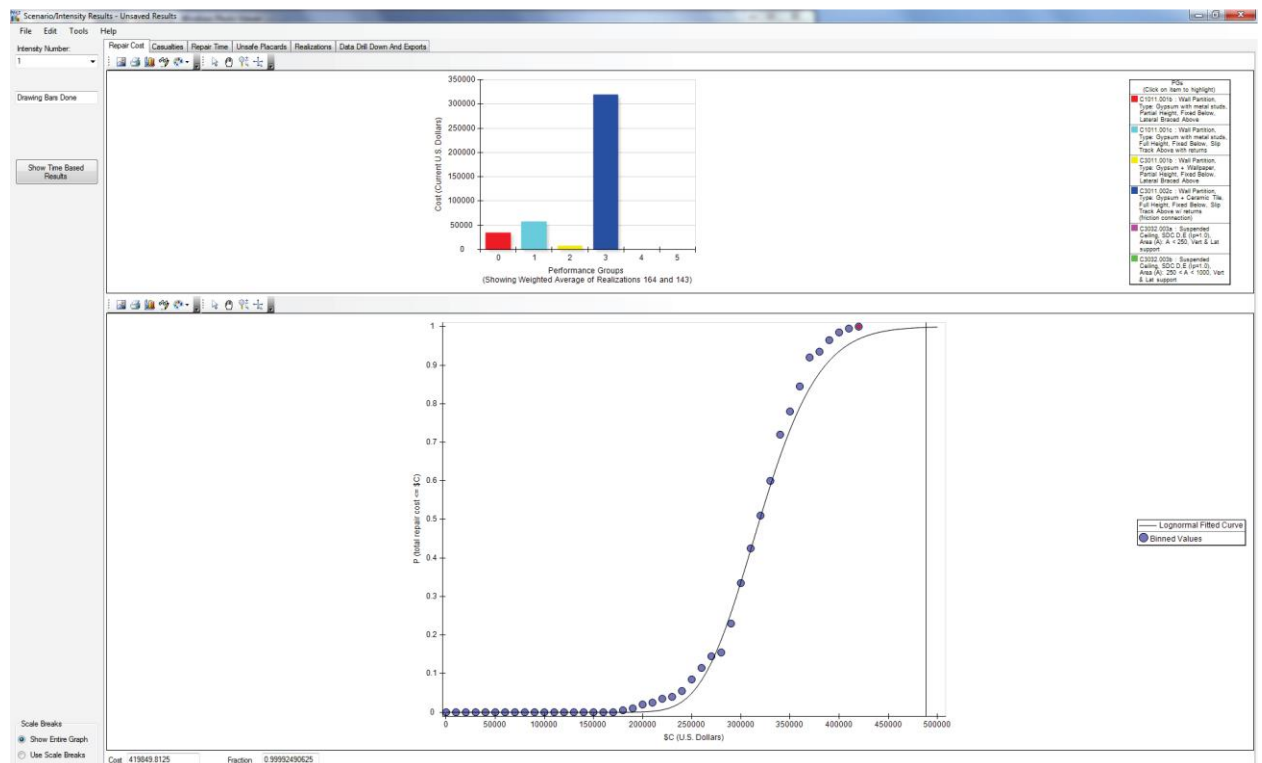 Scenario/Intensity Results - Unsaved Results
File Edit Tools Help
Intensity Number:
1
Drawing Bars Done
Show Time Based
Results
Repair Cost Casualties Repair Time Unsafe Placards Realizations Data Drill Down And Exports
350000
300000
250000
200000
150000
100000
50000
0
Cost (Current U.S. Dollars)
0 1 2 3 4 5
Performance Groups
(Showing Weighted Average of Realizations 164 and 143)
PGs
(Click on item to highlight)
C1011.001b : Wall Partition,
Type: Gypsum with metal studs,
Partial Height, Fixed Below,
Lateral Braced Above
C1011.001c : Wall Partition,
Type: Gypsum with metal studs,
Full Height, Fixed Below, Slip
Track Above with returns
C3011.001b : Wall Partition,
Type: Gypsum + Wallpaper,
Partial Height, Fixed Below,
Lateral Braced Above
C3011.002c : Wall Partition,
Type: Gypsum + Ceramic Tile,
Full Height, Fixed Below, Slip
Track Above w/ returns
(friction connection)
C3032.003a : Suspended
Ceiling, SDC D,E (Ip=1.0),
Area (A): A < 250, Vert & Lat
support
C3032.003b : Suspended
Ceiling, SDC D,E (Ip=1.0),
Area (A): 250 < A < 1000, Vert
& Lat support
1
0.9
0.8
0.7
0.6
0.5
0.4
0.3
0.2
0.1
0
P (total repair cost <= $C)
0 50000 100000 150000 200000 250000 300000 350000 400000 450000 500000
$C (U.S. Dollars)
Lognormal Fitted Curve
Binned Values
Scale Breaks
Show Entire Graph
Use Scale Breaks
Cost 419849.8125 Fraction 0.99992490625